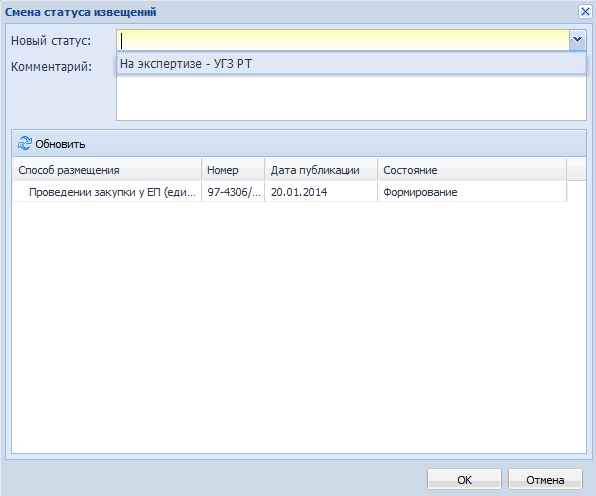 Смена статуса извещений
Новый статус:
На экспертизе - УГЗ РТ
Комментарий:
Обновить
Способ размещения Номер Дата публикации Состояние
Проведении закупки у ЕП (еди... 97-4306/... 20.01.2014 Формирование
OK Отмена